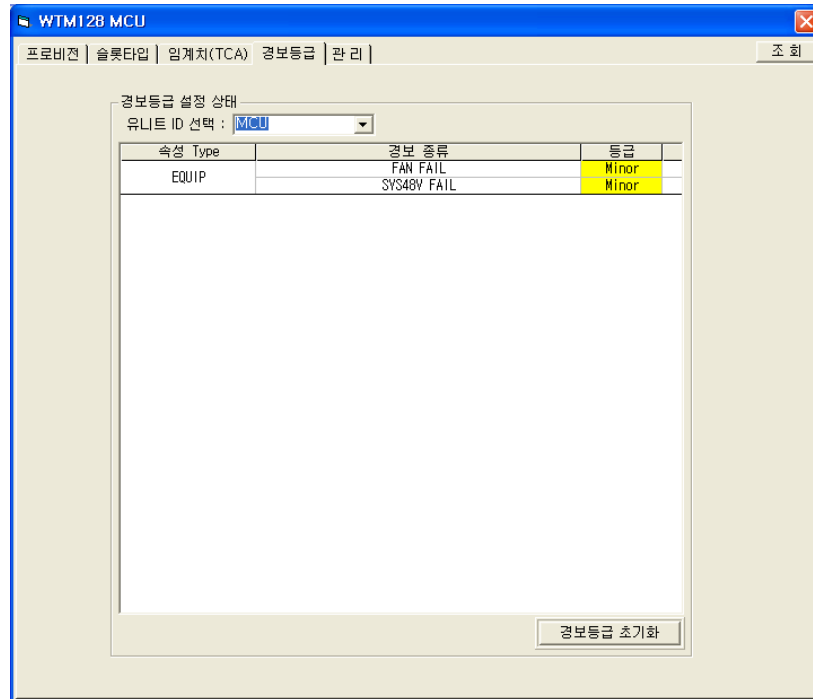 WTM128 MCU
프로비전 슬롯타입 임계치(TCA) 경보등급 관 리 조 회
경보등급 설정 상태
유니트 ID 선택 : MCU
속성 Type 경보 종류 등급
EQUIP FAN FAIL Minor
SYS48V FAIL Minor
경보등급 초기화